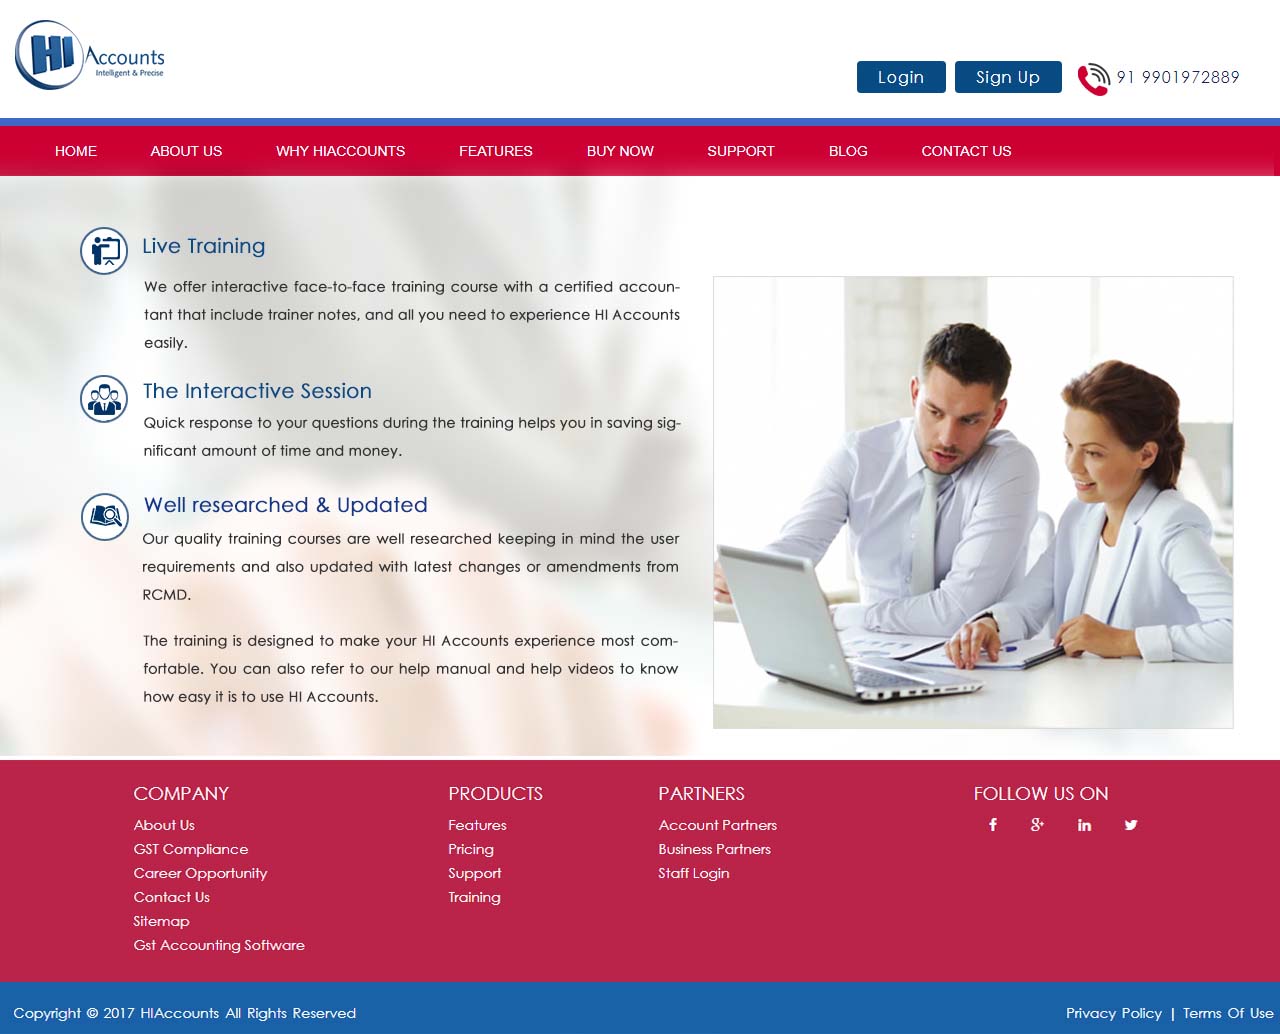 HI Accounts
Intelligent & Precise
Login
Sign Up
91 9901972889
HOME
ABOUT US
WHY HIACCOUNTS
FEATURES
BUY NOW
SUPPORT
BLOG
CONTACT US
Live Training
We offer interactive face-to-face training course with a certified accoun-
tant that include trainer notes, and all you need to experience HI Accounts
easily.
The Interactive Session
Quick response to your questions during the training helps you in saving sig-
nificant amount of time and money.
Well researched & Updated
Our quality training courses are well researched keeping in mind the user
requirements and also updated with latest changes or amendments from
RCMD.
The training is designed to make your HI Accounts experience most com-
fortable. You can also refer to our help manual and help videos to know
how easy it is to use HI Accounts.
COMPANY
About Us
GST Compliance
Career Opportunity
Contact Us
Sitemap
Gst Accounting Software
PRODUCTS
Features
Pricing
Support
Training
PARTNERS
Account Partners
Business Partners
Staff Login
FOLLOW US ON
Copyright © 2017 HIAccounts All Rights Reserved
Privacy Policy | Terms Of Use